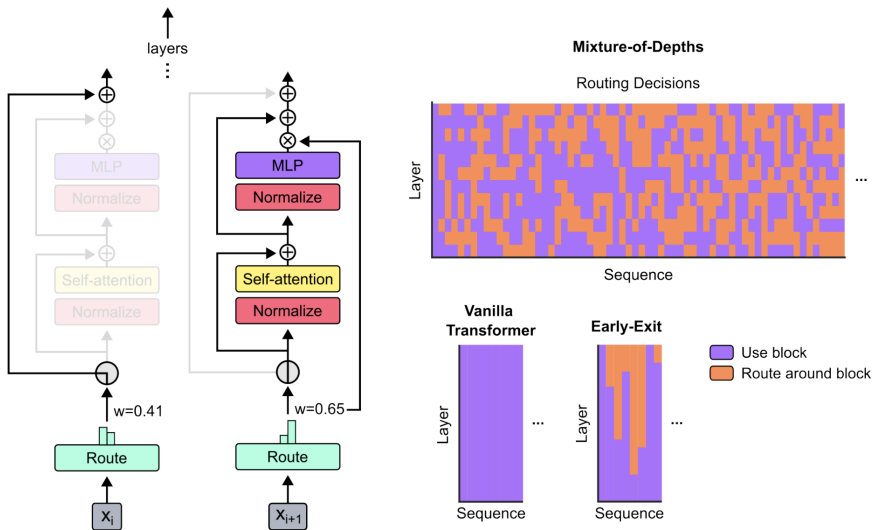 layers
...
MLP
Normalize
Self-attention
Normalize
w=0.41
Route
xi
MLP
Normalize
Self-attention
Normalize
w=0.65
Route
xi+1
Mixture-of-Depths
Routing Decisions
Layer
...
Sequence
Vanilla
Transformer
Layer
...
Sequence
Early-Exit
Layer
...
Sequence
Use block
Route around block